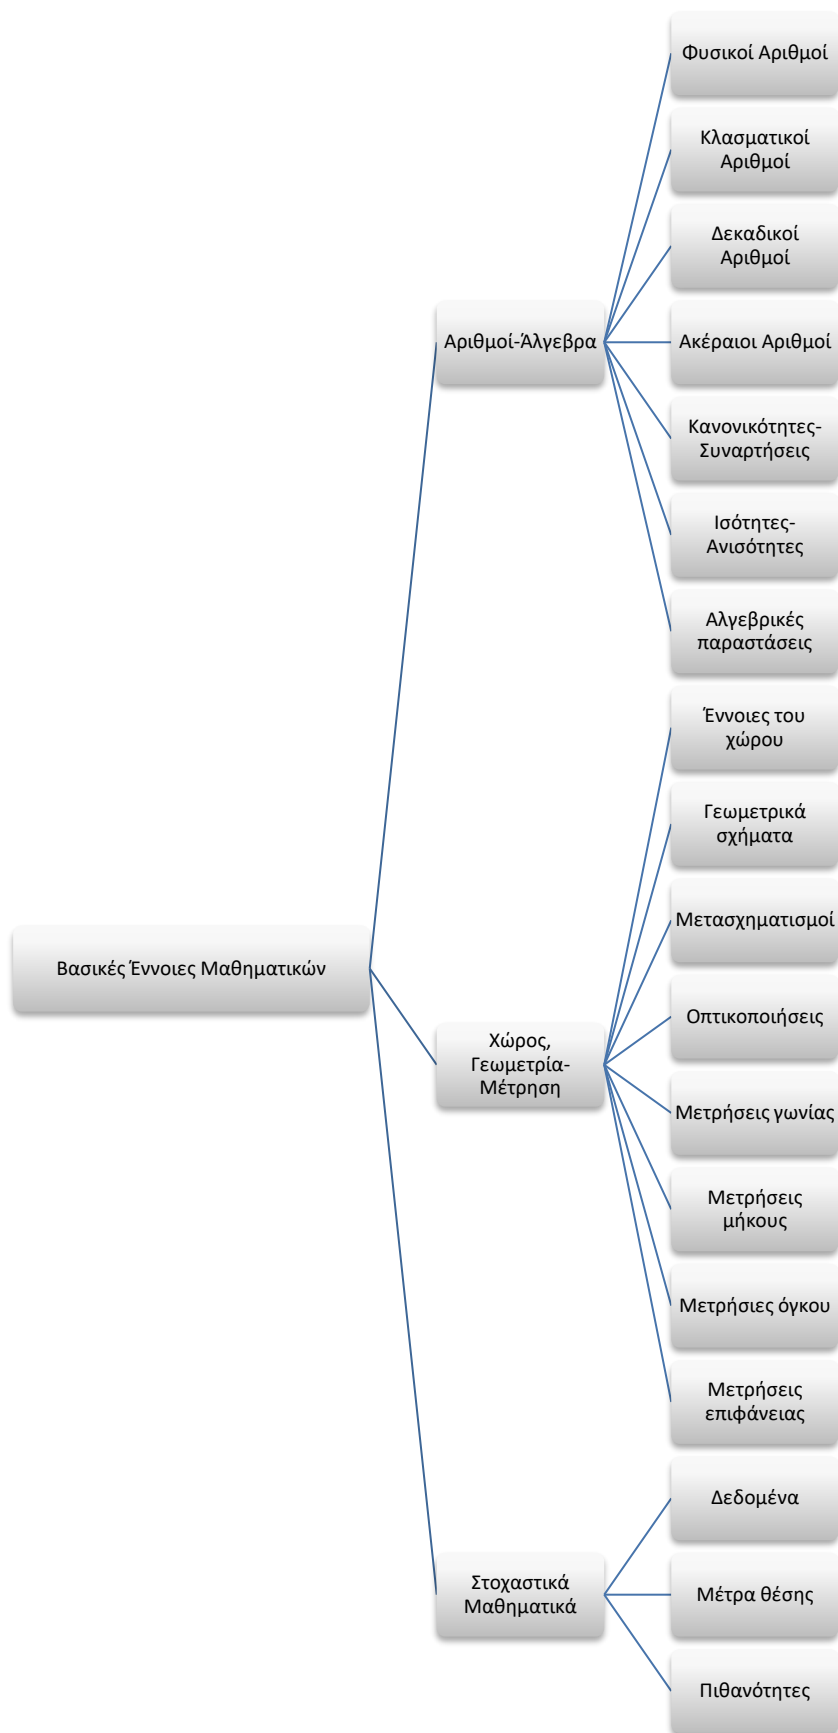 Φυσικοί Αριθμοί
Κλασματικοί
Αριθμοί
Δεκαδικοί
Αριθμοί
Αριθμοί-Άλγεβρα
Ακέραιοι Αριθμοί
Κανονικότητες-
Συναρτήσεις
Ισότητες-
Ανισότητες
Αλγεβρικές
παραστάσεις
Έννοιες του
χώρου
Γεωμετρικά
σχήματα
Μετασχηματισμοί
Βασικές Έννοιες Μαθηματικών
Οπτικοποιήσεις
Χώρος,
Γεωμετρία-
Μέτρηση
Μετρήσεις γωνίας
Μετρήσεις
μήκους
Μετρήσιες όγκου
Μετρήσεις
επιφάνειας
Δεδομένα
Στοχαστικά
Μαθηματικά
Μέτρα θέσης
Πιθανότητες